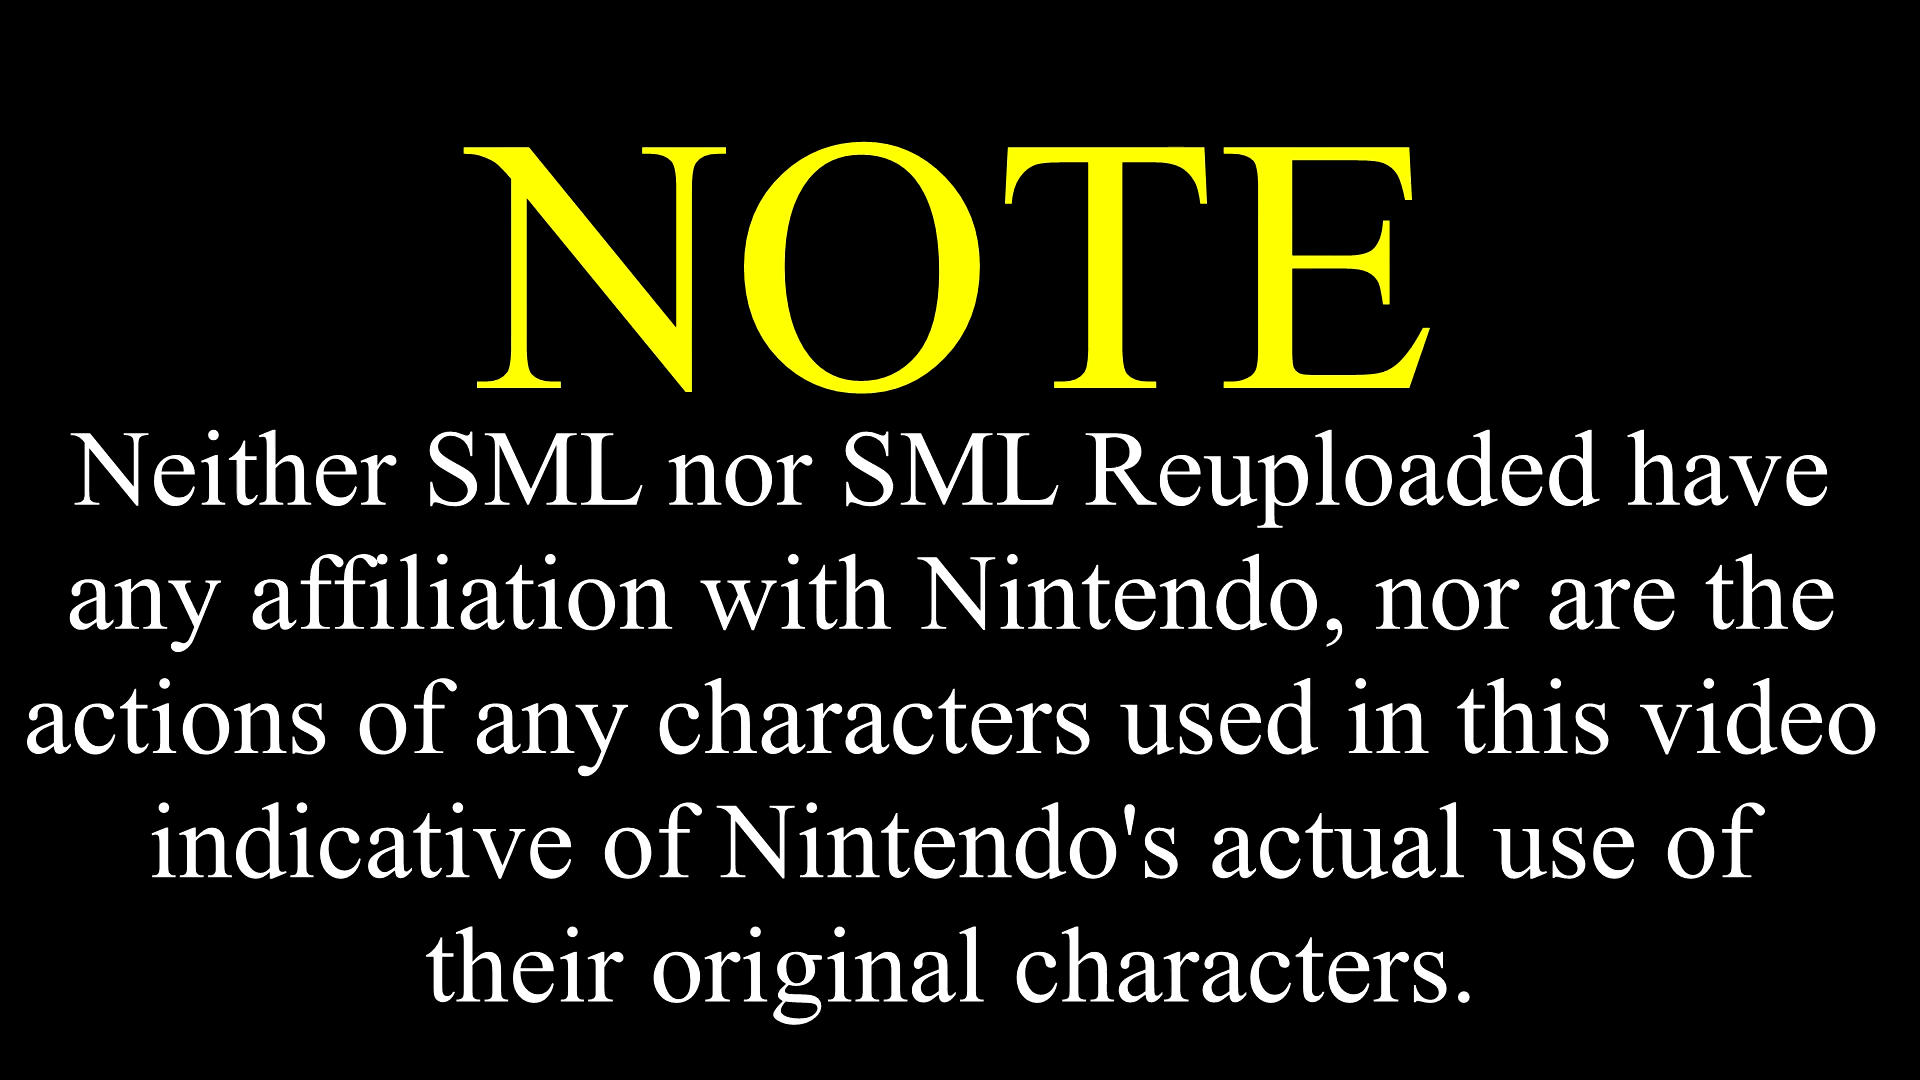 NOTE
Neither SML nor SML Reuploaded have
any affiliation with Nintendo, nor are the
actions of any characters used in this video
indicative of Nintendo's actual use of
their original characters.